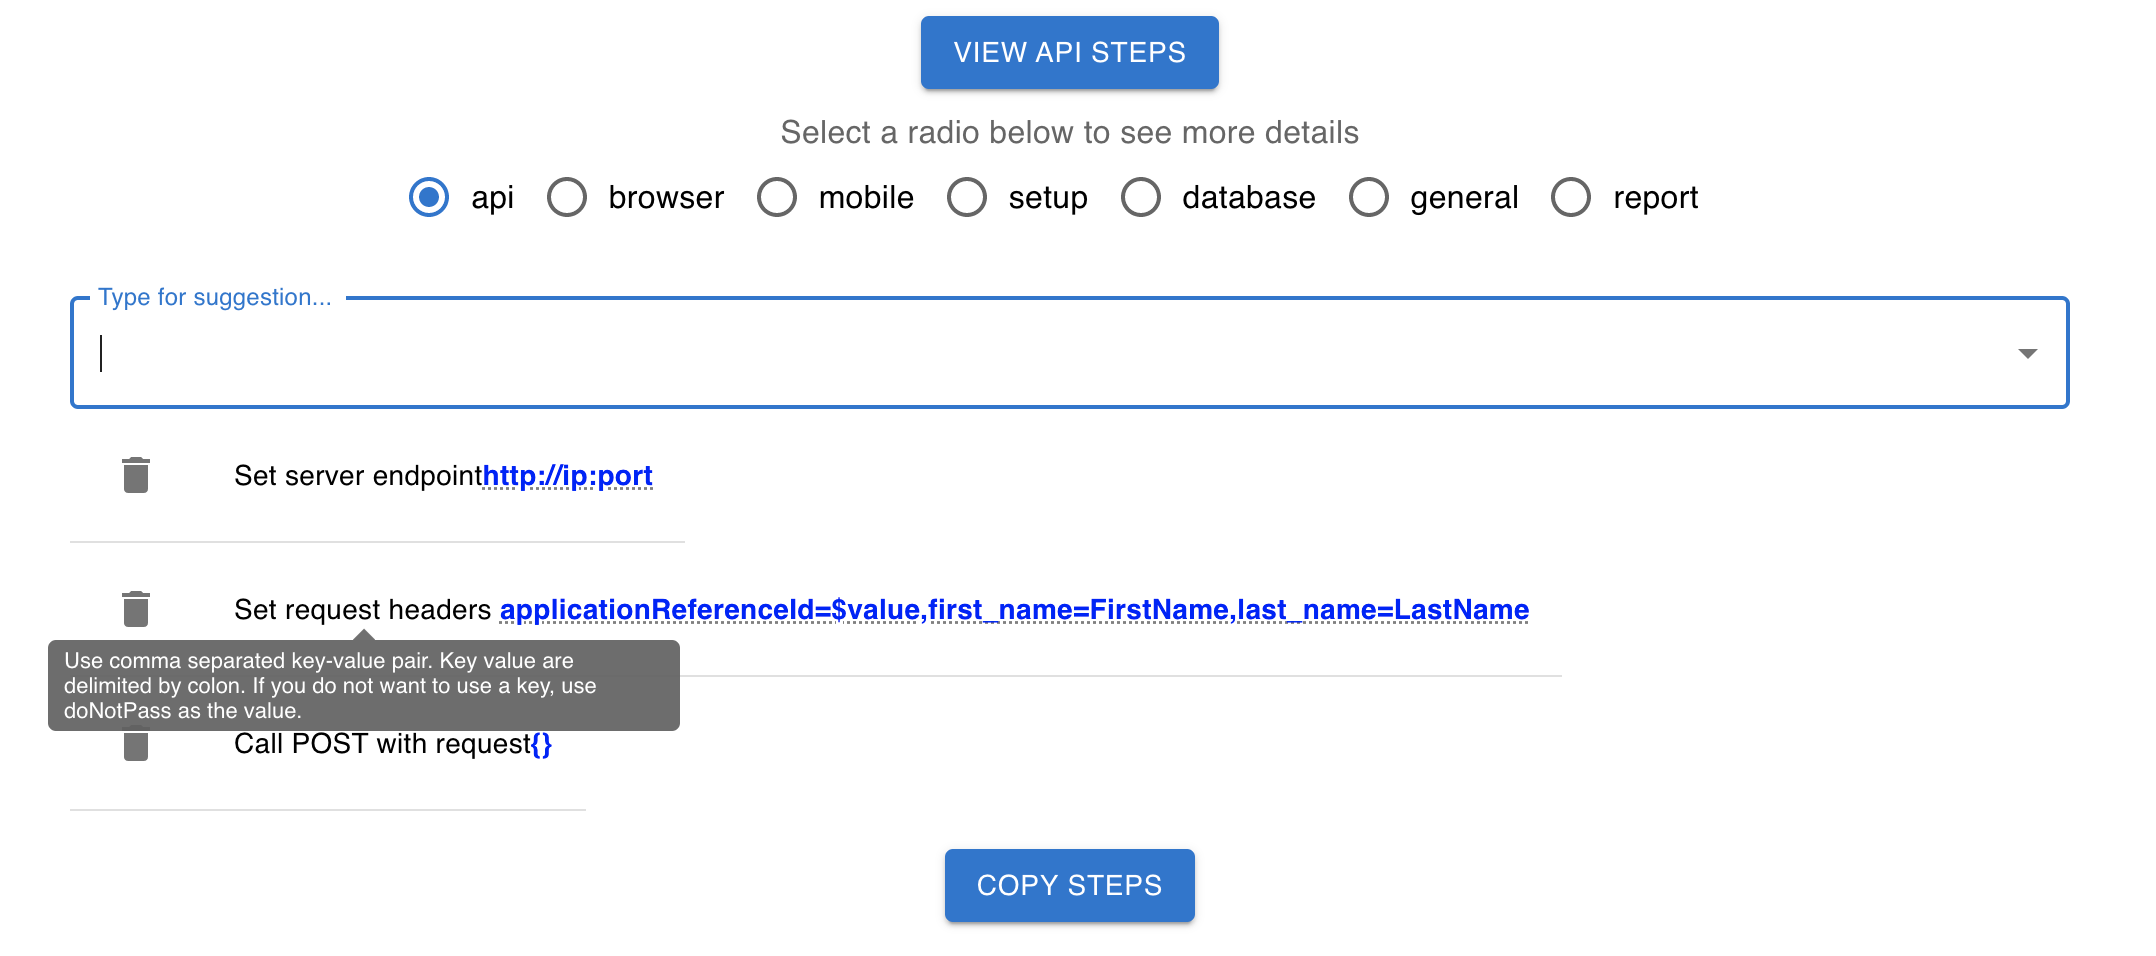 VIEW API STEPS
Select a radio below to see more details
api browser mobile setup database general report
Type for suggestion...
Set server endpointhttp://ip:port
Set request headers applicationReferenceId=$value,first_name=FirstName,last_name=LastName
Use comma separated key-value pair. Key value are
delimited by colon. If you do not want to use a key, use
doNotPass as the value.
Call POST with request{}
COPY STEPS